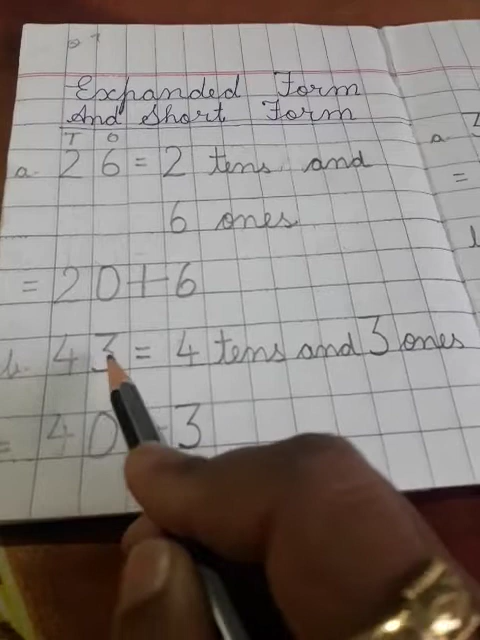 Expanded Form
And Short Form
T O
a. 26 = 2 tens and
6 ones
= 20+6
b. 43 = 4 tens and 3 ones
= 40+3
a.
=